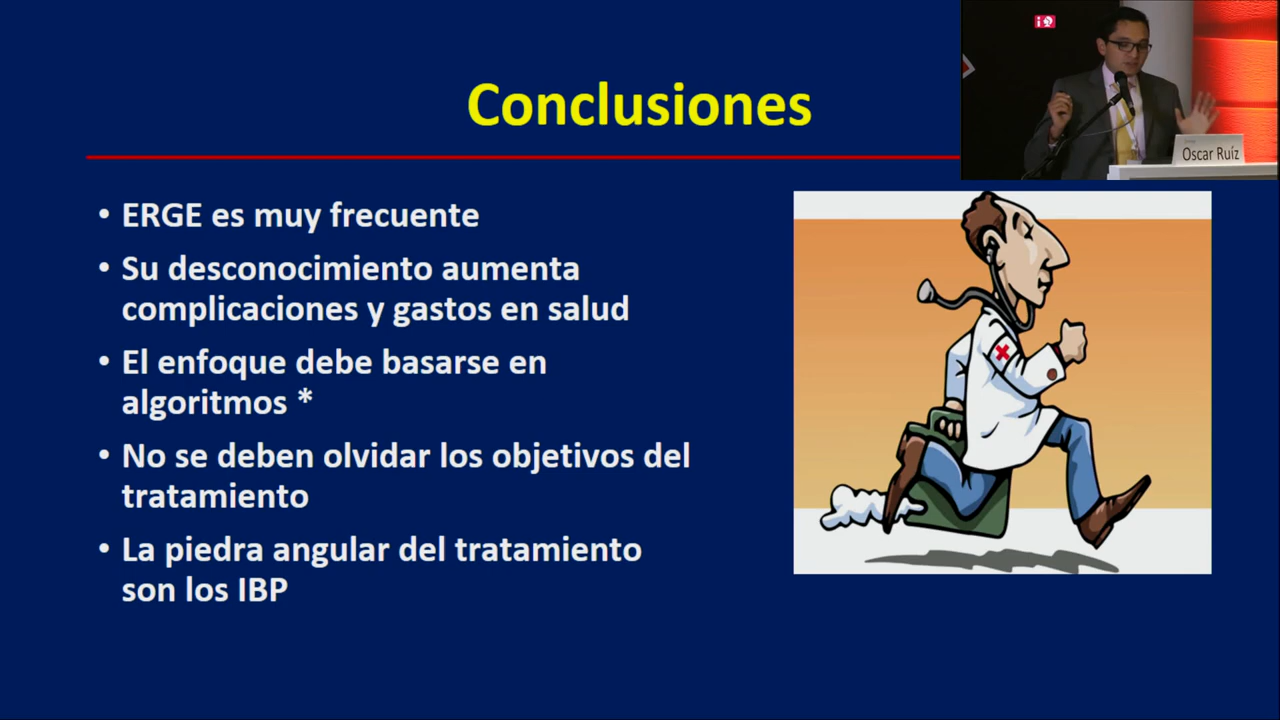 Conclusiones
Oscar Ruíz
• ERGE es muy frecuente
• Su desconocimiento aumenta
complicaciones y gastos en salud
• El enfoque debe basarse en
algoritmos *
• No se deben olvidar los objetivos del
tratamiento
• La piedra angular del tratamiento
son los IBP